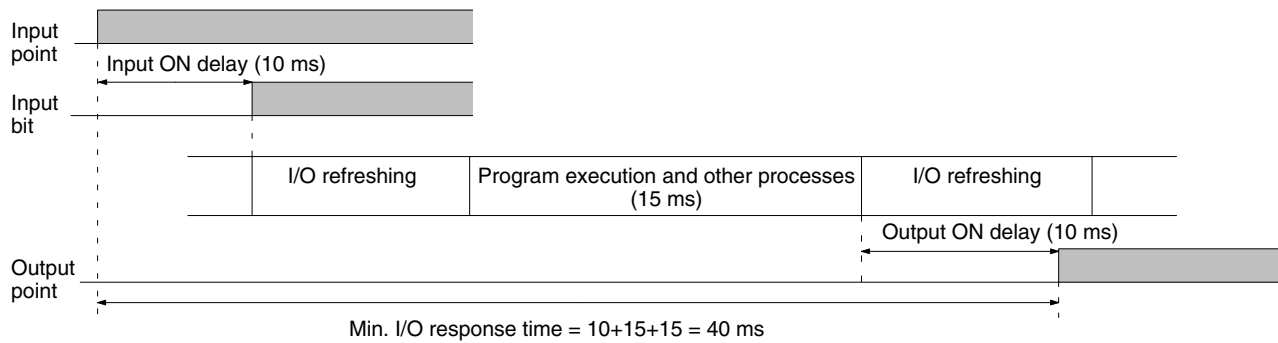 Input
point
Input ON delay (10 ms)
Input
bit
I/O refreshing
Program execution and other processes
(15 ms)
I/O refreshing
Output ON delay (10 ms)
Output
point
Min. I/O response time = 10+15+15 = 40 ms